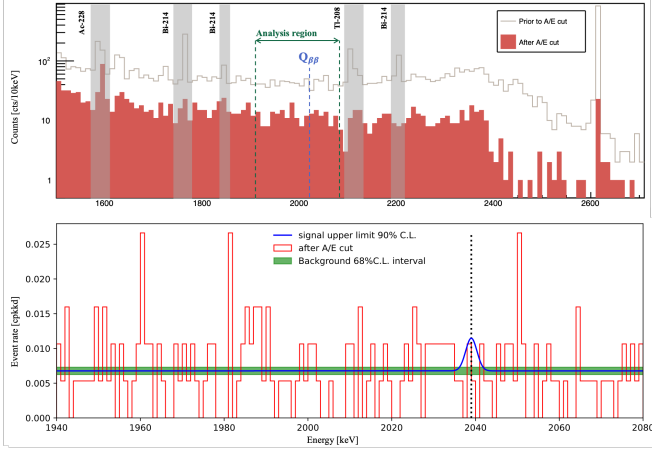 Ac-228
Bi-214
Bi-214
Analysis region
Qββ
Tl-208
Bi-214
Prior to A/E cut
After A/E cut
Counts [cts/10keV]
10²
10
1
1600
1800
2000
2200
2400
2600
signal upper limit 90% C.L.
after A/E cut
Background 68%C.L. interval
Event rate [cpkkd]
0.025
0.020
0.015
0.010
0.005
0.000
1940
1960
1980
2000
2020
2040
2060
2080
Energy [keV]